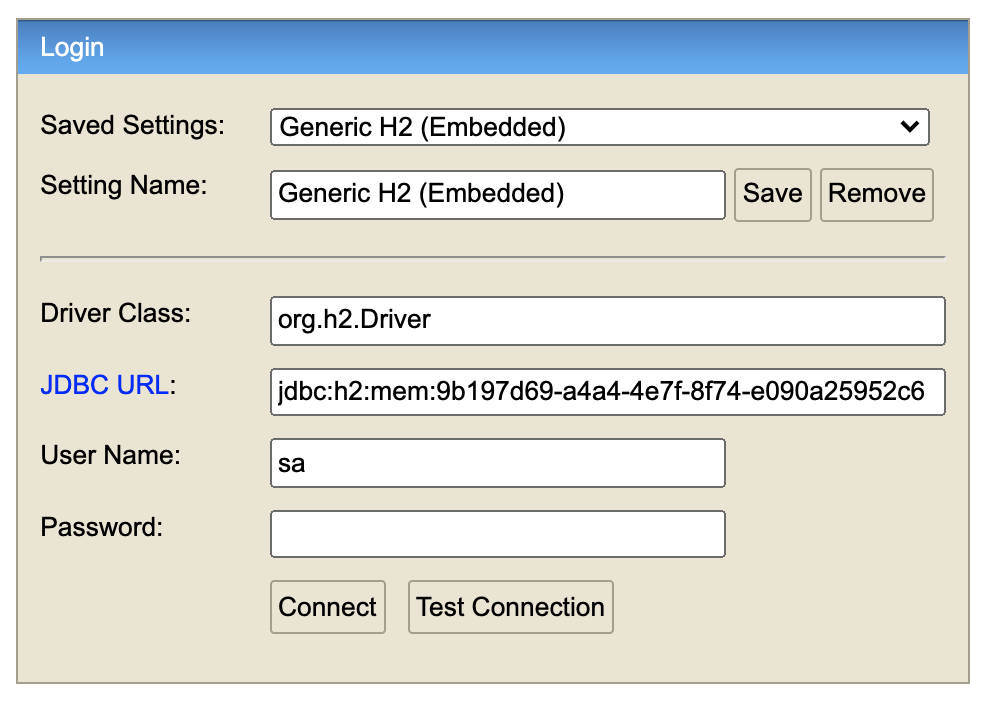 Login
Saved Settings: Generic H2 (Embedded)
Setting Name: Generic H2 (Embedded) Save Remove
Driver Class: org.h2.Driver
JDBC URL: jdbc:h2:mem:9b197d69-a4a4-4e7f-8f74-e090a25952c6
User Name: sa
Password:
Connect Test Connection